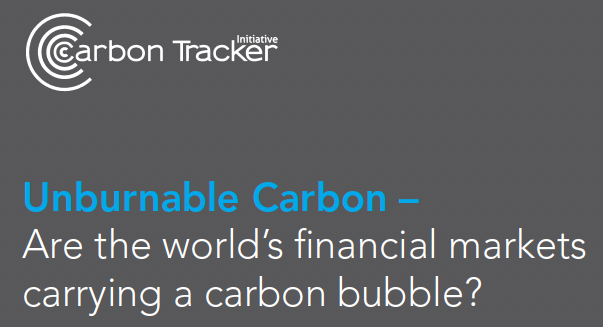 Initiative
Carbon Tracker
Unburnable Carbon –
Are the world's financial markets
carrying a carbon bubble?